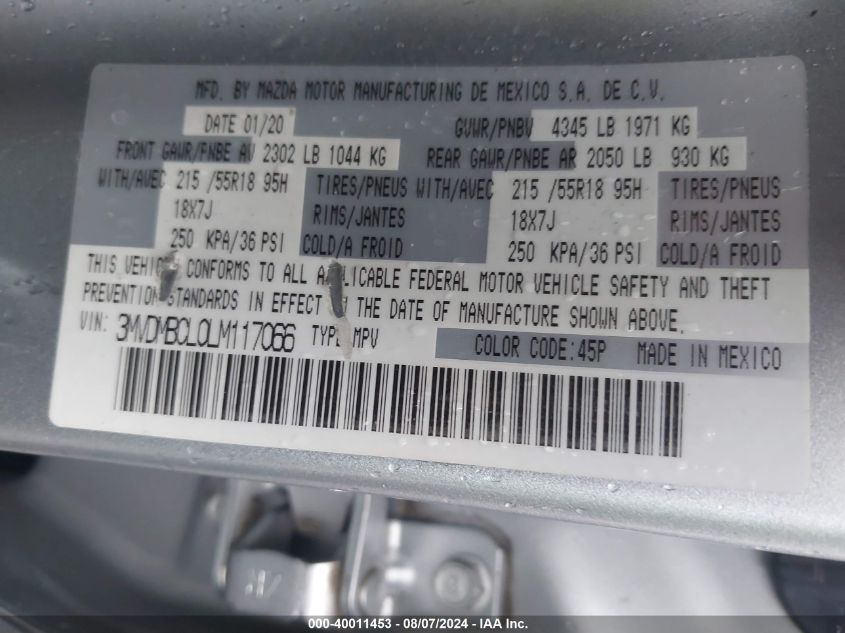 MFD. BY MAZDA MOTOR MANUFACTURING DE MEXICO S.A. DE C.V.
DATE 01/20 GVWR/PNBV 4345 LB 1971 KG
FRONT GAWR/PNBE AV 2302 LB 1044 KG REAR GAWR/PNBE AR 2050 LB 930 KG
WITH/AVEC 215 /55R18 95H TIRES/PNEUS WITH/AVEC 215 /55R18 95H TIRES/PNEUS
18X7J RIMS/JANTES 18X7J RIMS/JANTES
250 KPA/36 PSI COLD/A FROID 250 KPA/36 PSI COLD/A FROID
THIS VEHICLE CONFORMS TO ALL APPLICABLE FEDERAL MOTOR VEHICLE SAFETY AND THEFT
PREVENTION STANDARDS IN EFFECT ON THE DATE OF MANUFACTURE SHOWN ABOVE.
VIN: 3MVDMBCL0LM117066 TYPE MPV COLOR CODE:45P MADE IN MEXICO
000-40011453 - 08/07/2024 - IAA Inc.